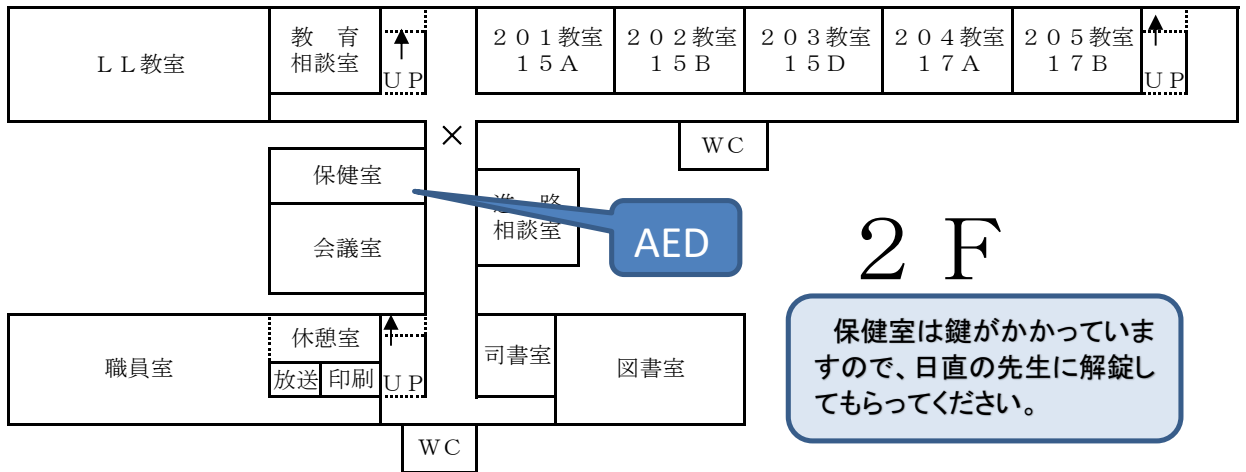 LL教室
教 育
相談室
UP
201教室
15A
202教室
15B
203教室
15D
204教室
17A
205教室
17B
UP
×
WC
保健室
進 路
相談室
AED
会議室
2 F
保健室は鍵がかかっていま
すので、日直の先生に解錠し
てもらってください。
職員室
休憩室
放送
印刷
UP
司書室
図書室
WC